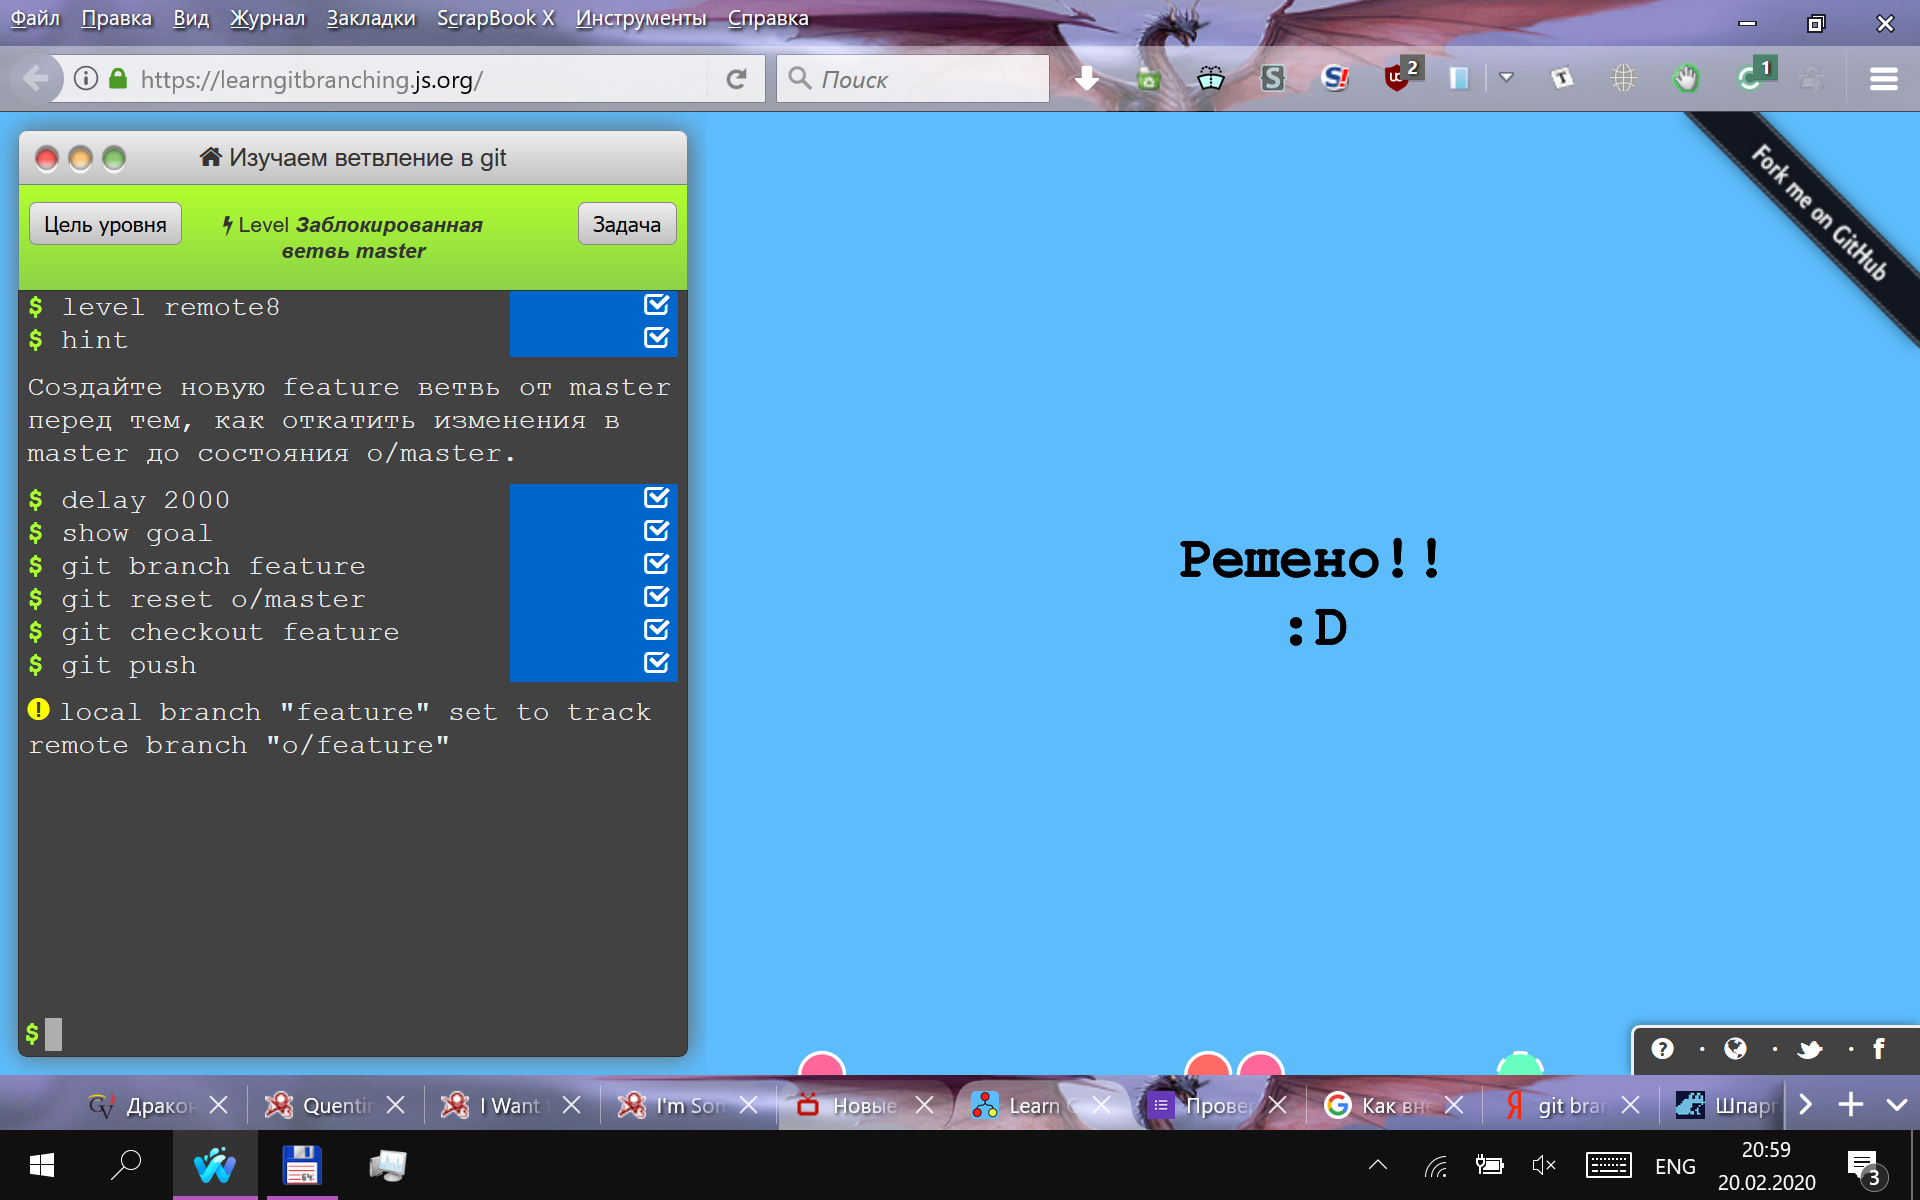 Файл Правка Вид Журнал Закладки ScrapBook X Инструменты Справка
https://learngitbranching.js.org/
Поиск
2
1
Изучаем ветвление в git
Цель уровня
Level Заблокированная
ветвь master
Задача
Fork me on GitHub
$ level remote8
$ hint
Создайте новую feature ветвь от master
перед тем, как откатить изменения в
master до состояния o/master.
$ delay 2000
$ show goal
$ git branch feature
$ git reset o/master
$ git checkout feature
$ git push
local branch "feature" set to track
remote branch "o/feature"
$
Решено!!
:D
Дракон
Quentin
I Want
I'm Som
Новые
Learn G
Провер
Как вне
git bran
Шпарг
ENG
20:59
20.02.2020
3